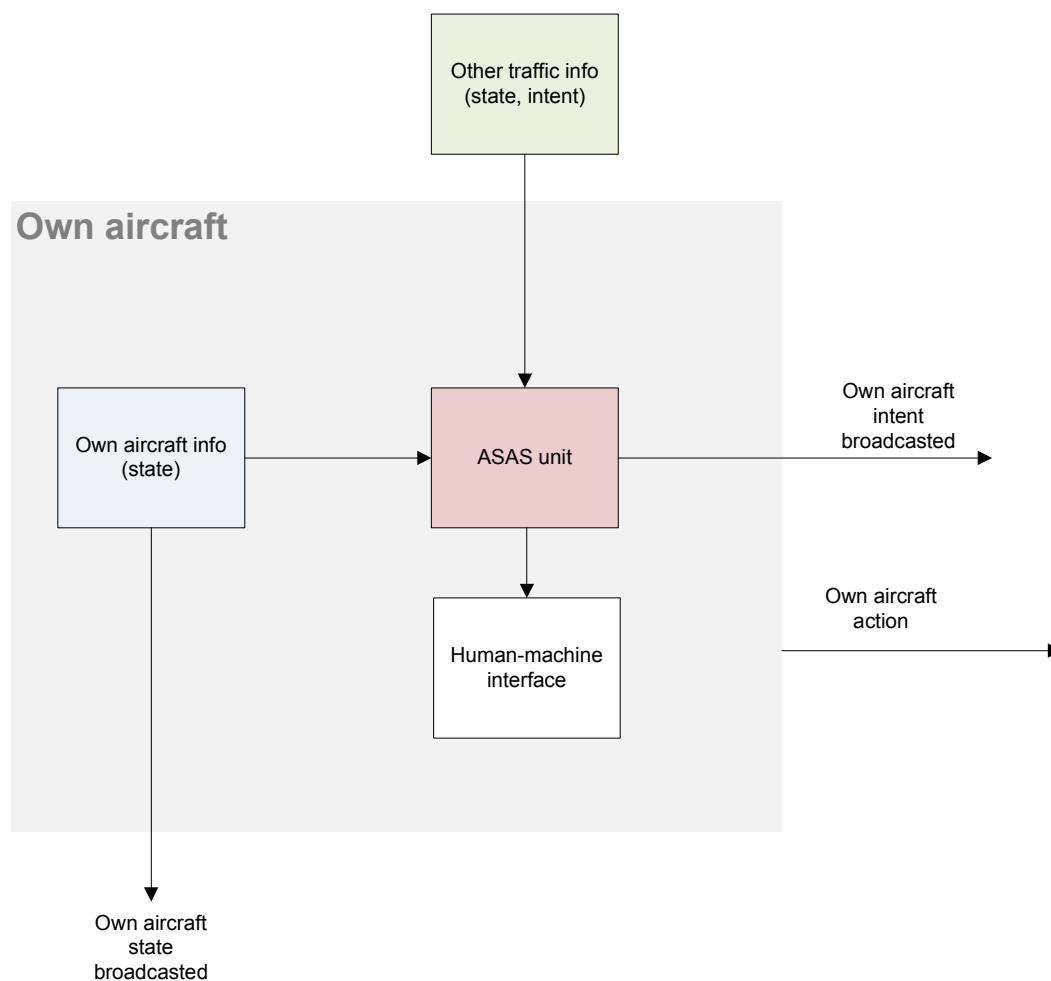 Other traffic info
(state, intent)
Own aircraft
Own aircraft info
(state)
ASAS unit
Own aircraft
intent
broadcasted
Human-machine
interface
Own aircraft
action
Own aircraft
state
broadcasted